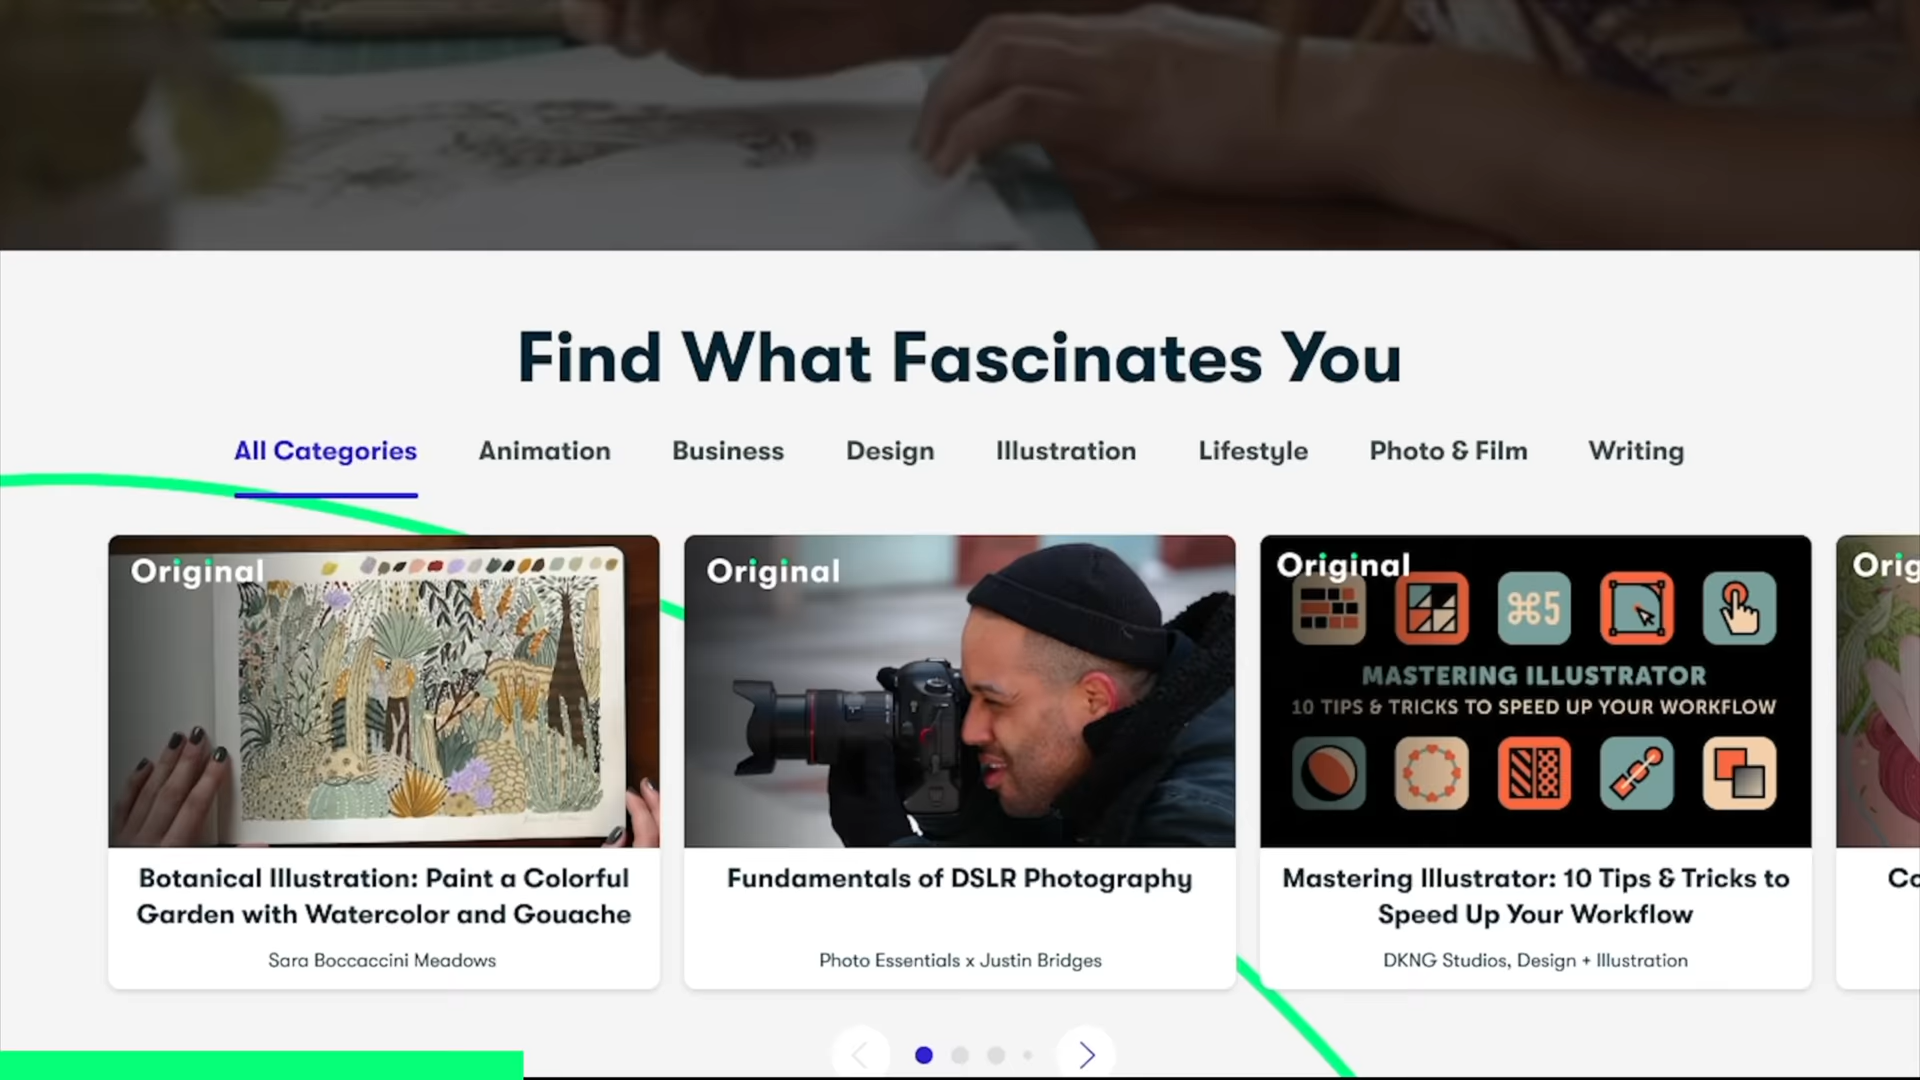 Find What Fascinates You
All Categories Animation Business Design Illustration Lifestyle Photo & Film Writing
Original
Original
Original
Orig
⌘5
MASTERING ILLUSTRATOR
10 TIPS & TRICKS TO SPEED UP YOUR WORKFLOW
Botanical Illustration: Paint a Colorful
Garden with Watercolor and Gouache
Sara Boccaccini Meadows
Fundamentals of DSLR Photography
Photo Essentials x Justin Bridges
Mastering Illustrator: 10 Tips & Tricks to
Speed Up Your Workflow
DKNG Studios, Design + Illustration
Co